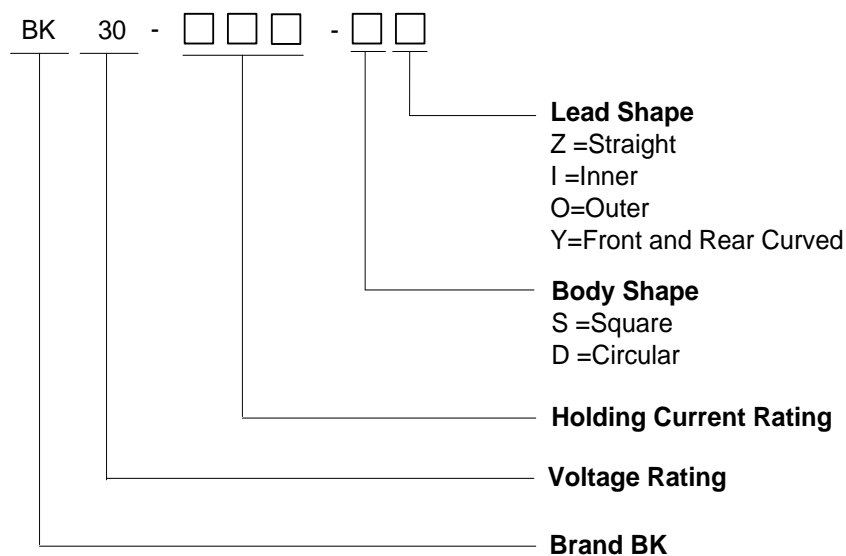 BK 30 - □ □ □ - □ □
Lead Shape
Z =Straight
I =Inner
O=Outer
Y=Front and Rear Curved
Body Shape
S =Square
D =Circular
Holding Current Rating
Voltage Rating
Brand BK